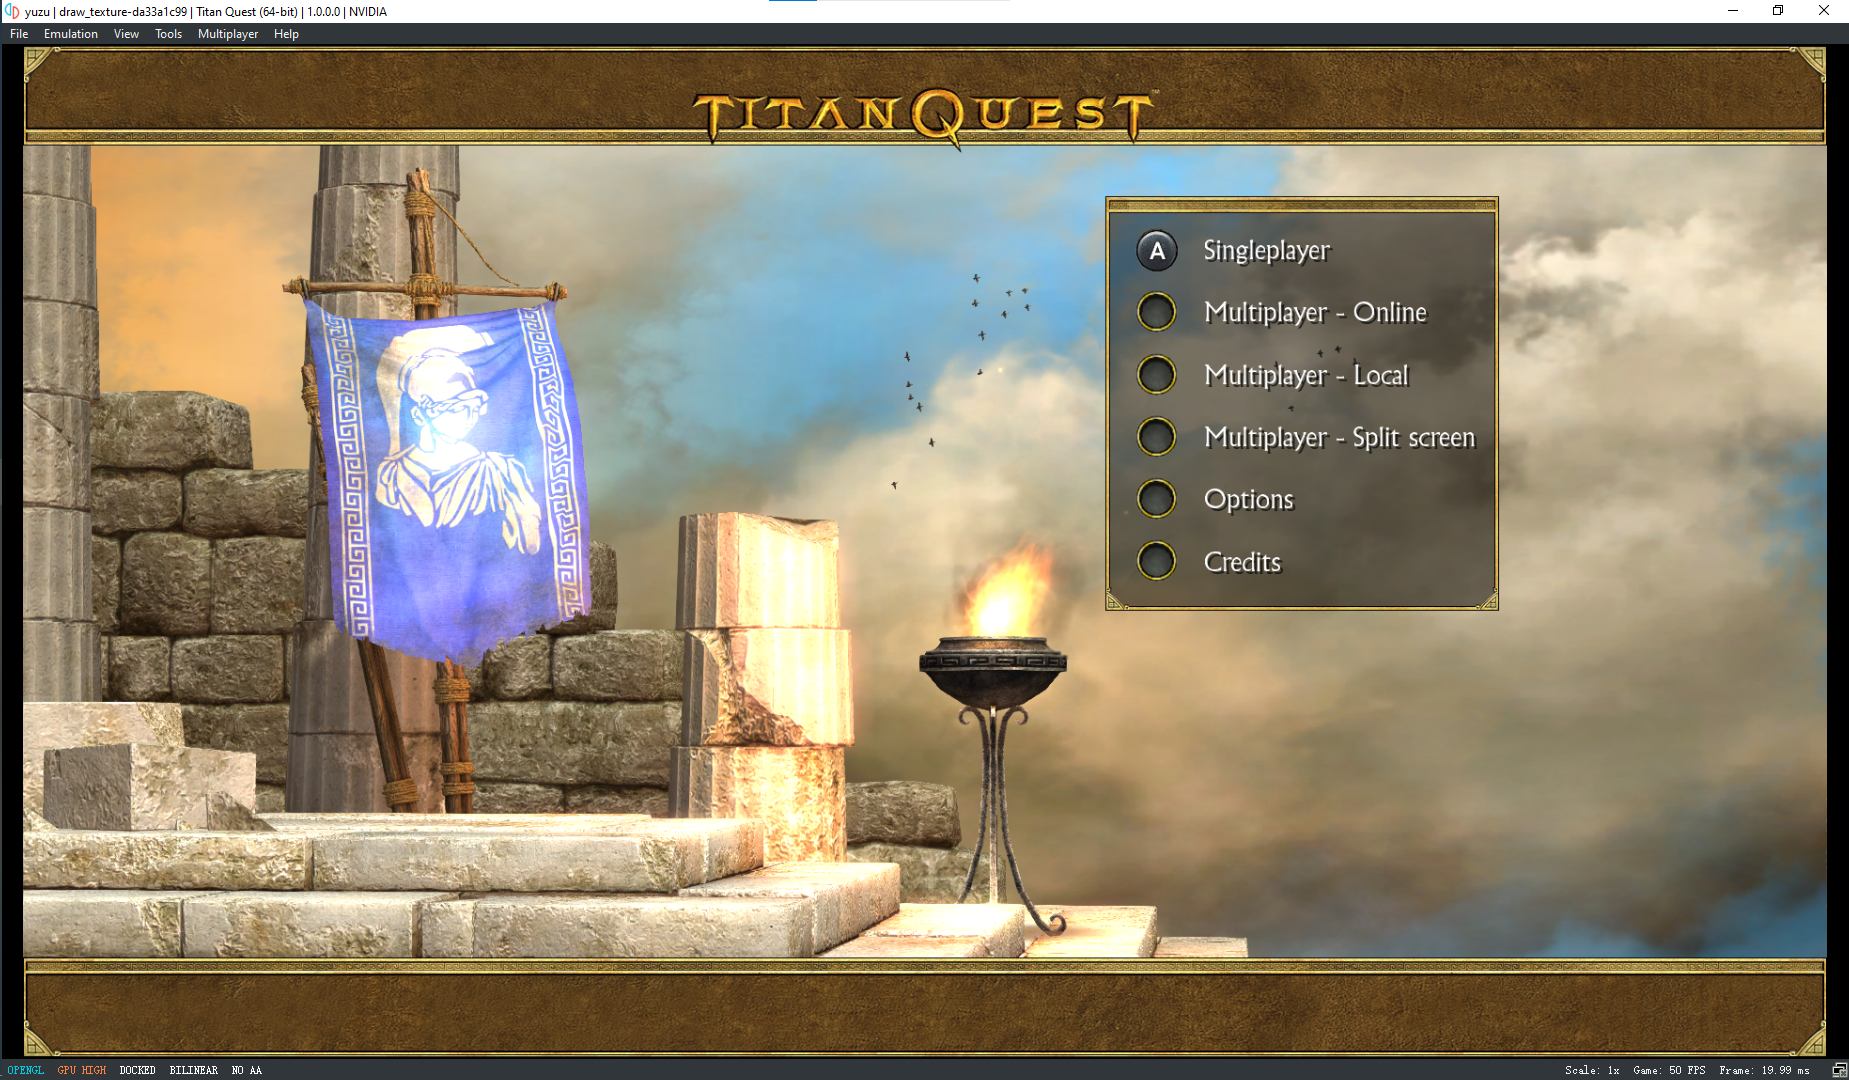 yuzu | draw_texture-da33a1c99 | Titan Quest (64-bit) | 1.0.0.0 | NVIDIA
File Emulation View Tools Multiplayer Help
TITAN QUEST™
A Singleplayer
Multiplayer - Online
Multiplayer - Local
Multiplayer - Split screen
Options
Credits
OPENGL GPU HIGH DOCKED BILINEAR NO AA Scale: 1x Game: 50 FPS Frame: 19.99 ms